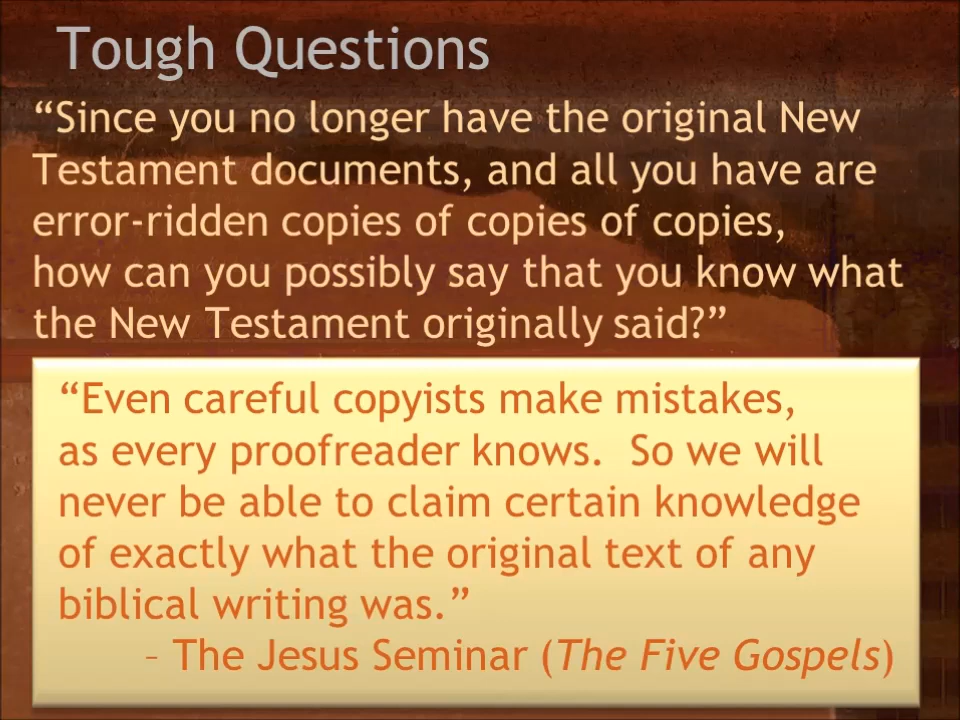 Tough Questions
“Since you no longer have the original New
Testament documents, and all you have are
error-ridden copies of copies of copies,
how can you possibly say that you know what
the New Testament originally said?”
“Even careful copyists make mistakes,
as every proofreader knows.  So we will
never be able to claim certain knowledge
of exactly what the original text of any
biblical writing was.”
– The Jesus Seminar (The Five Gospels)